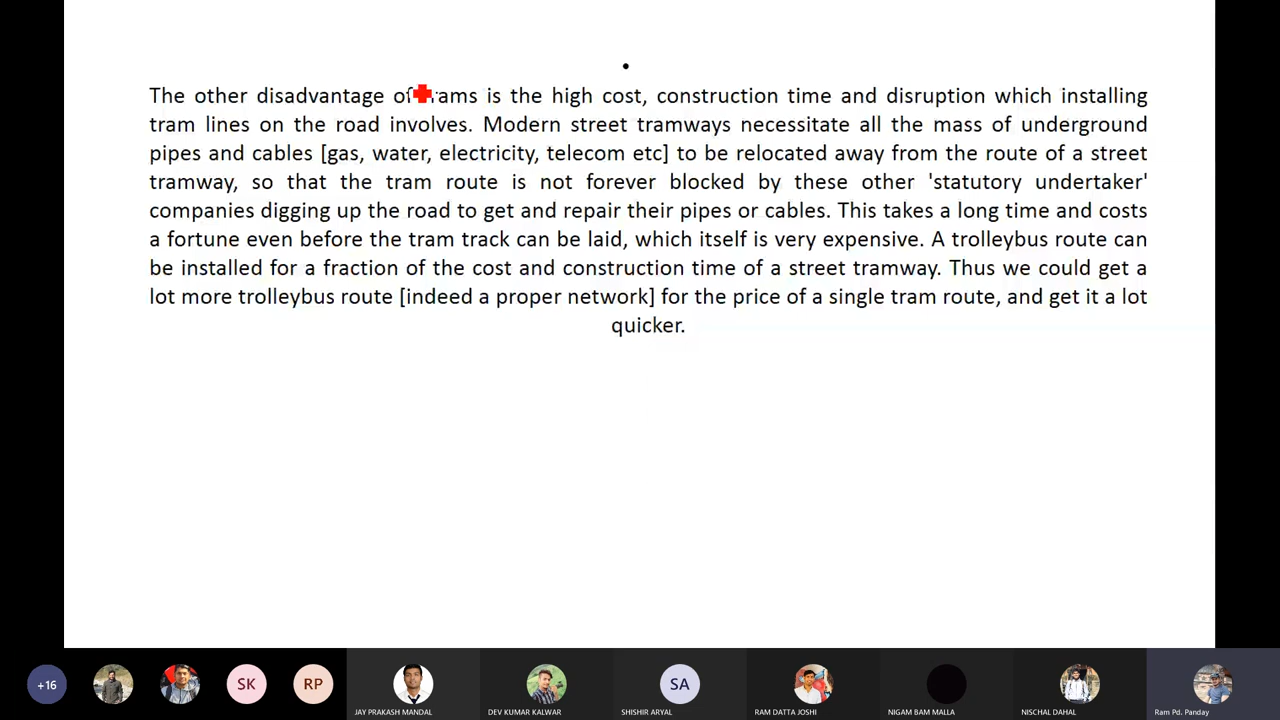 •
The other disadvantage of trams is the high cost, construction time and disruption which installing
tram lines on the road involves. Modern street tramways necessitate all the mass of underground
pipes and cables [gas, water, electricity, telecom etc] to be relocated away from the route of a street
tramway, so that the tram route is not forever blocked by these other 'statutory undertaker'
companies digging up the road to get and repair their pipes or cables. This takes a long time and costs
a fortune even before the tram track can be laid, which itself is very expensive. A trolleybus route can
be installed for a fraction of the cost and construction time of a street tramway. Thus we could get a
lot more trolleybus route [indeed a proper network] for the price of a single tram route, and get it a lot
quicker.
+16 SK RP SA
JAY PRAKASH MANDAL DEV KUMAR KALWAR SHISHIR ARYAL RAM DATTA JOSHI NIGAM BAM MALLA NISCHAL DAHAL Ram Pd. Panday